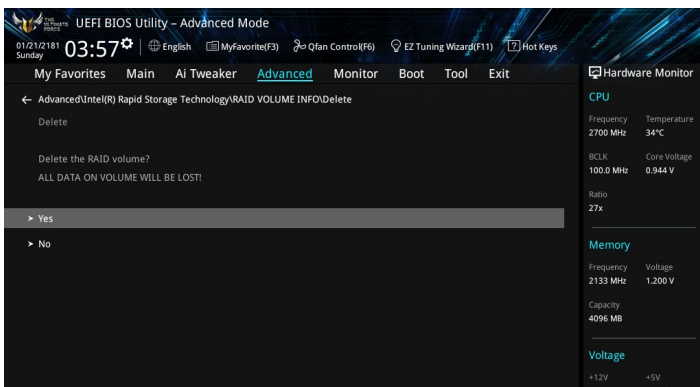 THE ULTIMATE FORCE
UEFI BIOS Utility – Advanced Mode
01/21/2181
Sunday
03:57
English
MyFavorite(F3)
Qfan Control(F6)
EZ Tuning Wizard(F11)
? Hot Keys
My Favorites Main Ai Tweaker Advanced Monitor Boot Tool Exit
Hardware Monitor
← Advanced\Intel(R) Rapid Storage Technology\RAID VOLUME INFO\Delete
Delete
Delete the RAID volume?
ALL DATA ON VOLUME WILL BE LOST!
> Yes
> No
CPU
Frequency Temperature
2700 MHz 34°C
BCLK Core Voltage
100.0 MHz 0.944 V
Ratio
27x
Memory
Frequency Voltage
2133 MHz 1.200 V
Capacity
4096 MB
Voltage
+12V +5V